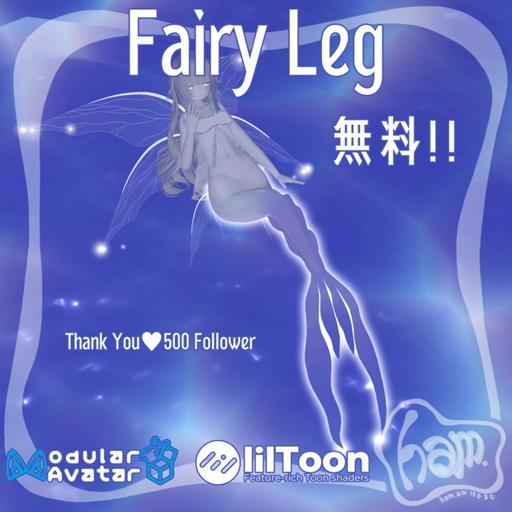 Fairy Leg
無料!!
Thank You♥500 Follower
Modular
Avatar
lilToon
Feature-rich Toon shaders
ham.